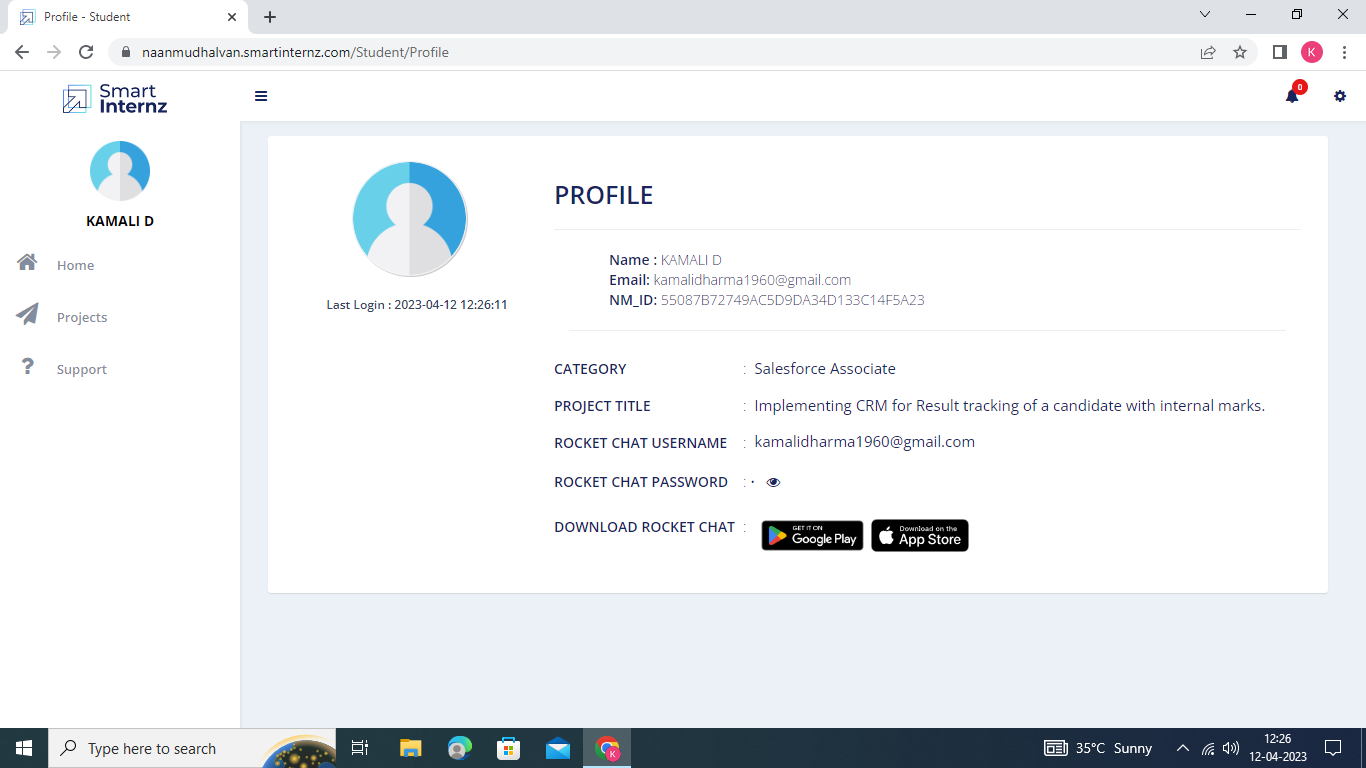 Profile - Student
naanmudhalvan.smartinternz.com/Student/Profile
K
Smart
Internz
0
KAMALI D
Home
Projects
Support
Last Login : 2023-04-12 12:26:11
PROFILE
Name : KAMALI D
Email: kamalidharma1960@gmail.com
NM_ID: 55087B72749AC5D9DA34D133C14F5A23
CATEGORY : Salesforce Associate
PROJECT TITLE : Implementing CRM for Result tracking of a candidate with internal marks.
ROCKET CHAT USERNAME : kamalidharma1960@gmail.com
ROCKET CHAT PASSWORD : ·
DOWNLOAD ROCKET CHAT :
GET IT ON
Google Play
Download on the
App Store
Type here to search
K
35°C Sunny
12:26
12-04-2023